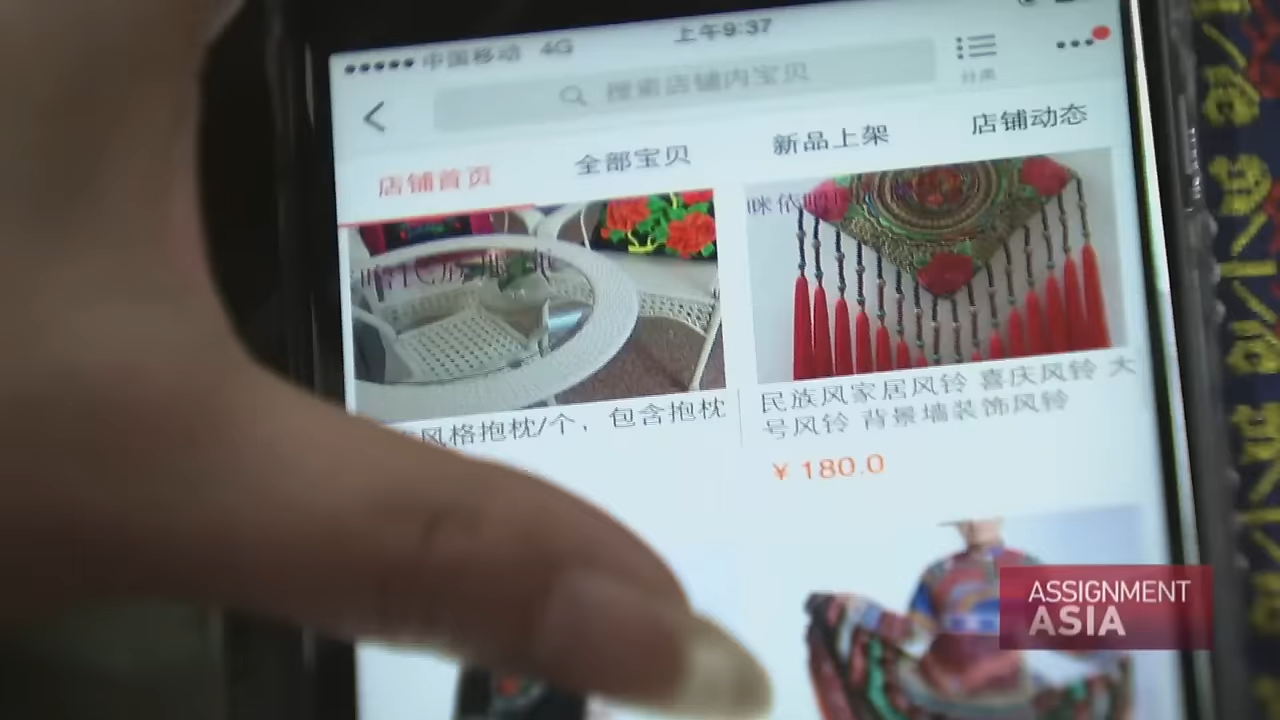 中国移动 4G 上午9:37
搜索店铺内宝贝
分类
店铺首页 全部宝贝 新品上架 店铺动态
咪依
风格抱枕/个，包含抱枕
民族风家居风铃 喜庆风铃 大
号风铃 背景墙装饰风铃
¥ 180.0
ASSIGNMENT
ASIA